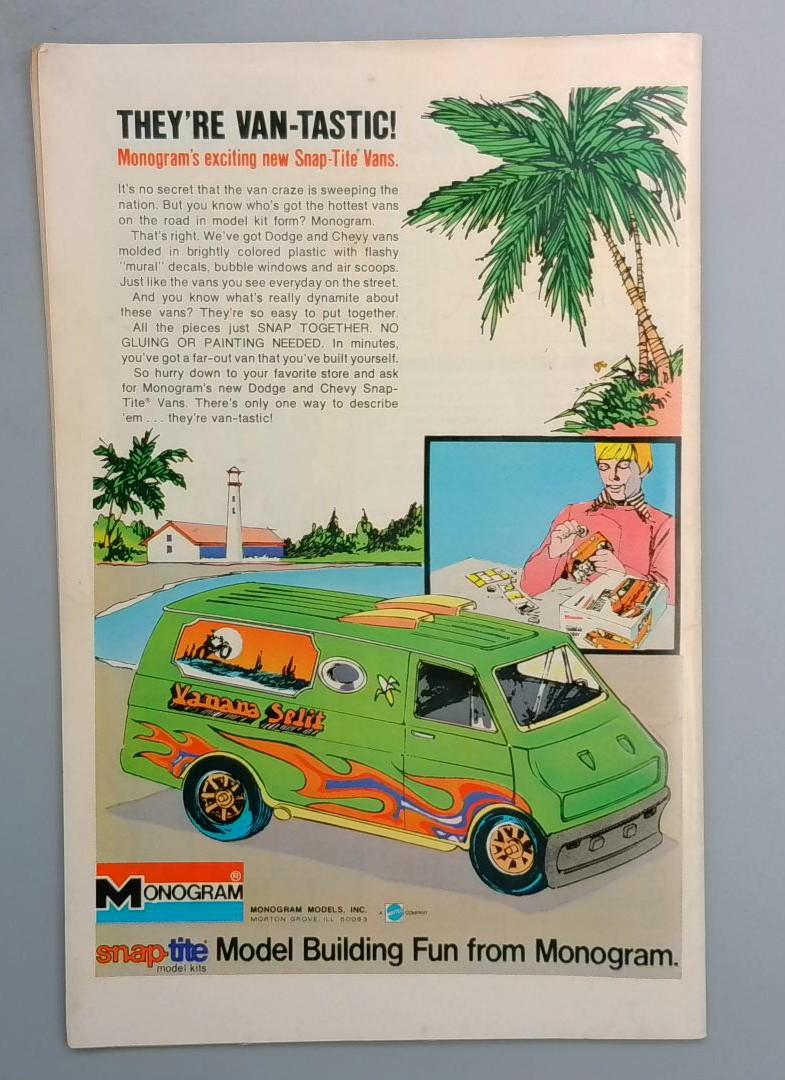 THEY'RE VAN-TASTIC!
Monogram's exciting new Snap-Tite® Vans.
It's no secret that the van craze is sweeping the
nation. But you know who's got the hottest vans
on the road in model kit form? Monogram.
That's right. We've got Dodge and Chevy vans
molded in brightly colored plastic with flashy
"mural" decals, bubble windows and air scoops.
Just like the vans you see everyday on the street.
And you know what's really dynamite about
these vans? They're so easy to put together.
All the pieces just SNAP TOGETHER. NO
GLUING OR PAINTING NEEDED. In minutes,
you've got a far-out van that you've built yourself.
So hurry down to your favorite store and ask
for Monogram's new Dodge and Chevy Snap-
Tite® Vans. There's only one way to describe
'em . . . they're van-tastic!
Vanana Split
MONOGRAM®
MONOGRAM MODELS, INC.
MORTON GROVE, ILL 60053
A MATTEL COMPANY
snap-tite® Model Building Fun from Monogram.
model kits